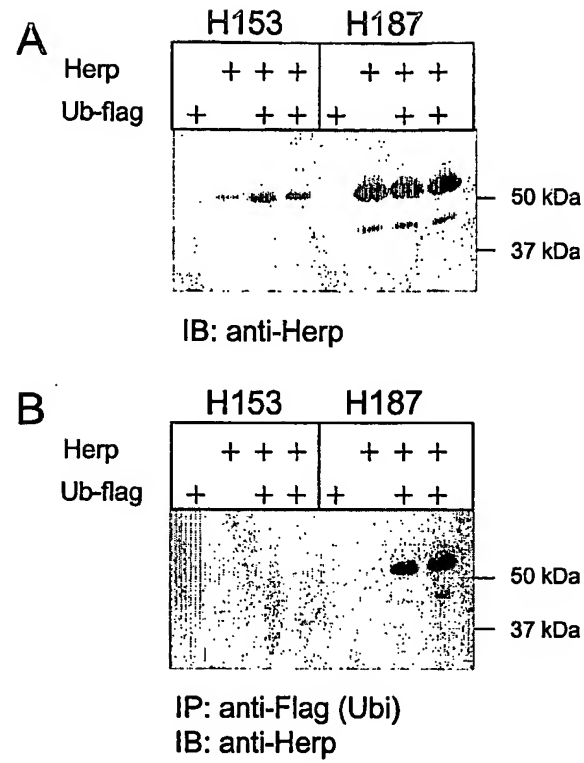 A
H153 H187
Herp + + + + + +
Ub-flag + + + + + +
50 kDa
37 kDa
IB: anti-Herp
B
H153 H187
Herp + + + + + +
Ub-flag + + + + + +
50 kDa
37 kDa
IP: anti-Flag (Ubi)
IB: anti-Herp